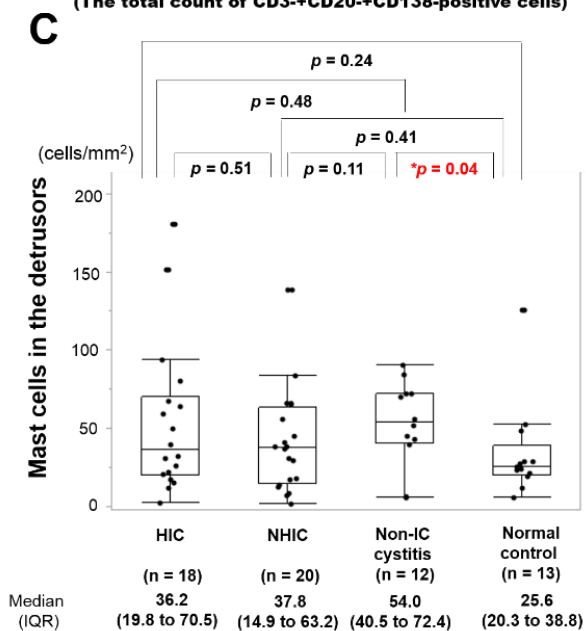 (The total count of CD3-+CD20-+CD138-positive cells)
C
p = 0.24
p = 0.48
p = 0.41
(cells/mm2)
p = 0.51 p = 0.11 *p = 0.04
Mast cells in the detrusors
200
150
100
50
0
HIC NHIC Non-IC cystitis Normal control
(n = 18) (n = 20) (n = 12) (n = 13)
Median 36.2 37.8 54.0 25.6
(IQR) (19.8 to 70.5) (14.9 to 63.2) (40.5 to 72.4) (20.3 to 38.8)